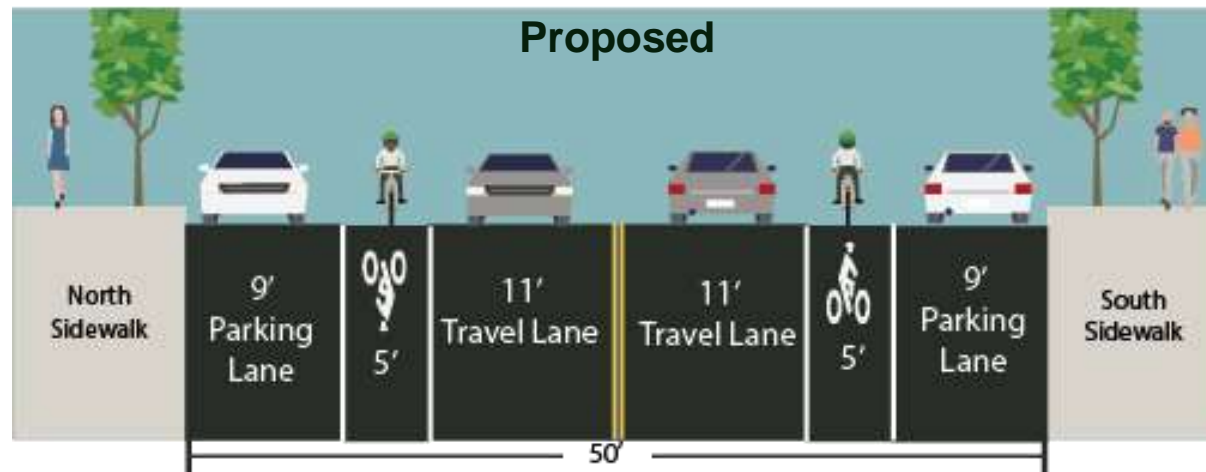 Proposed
North
Sidewalk
9'
Parking
Lane
5'
11'
Travel Lane
11'
Travel Lane
5'
9'
Parking
Lane
South
Sidewalk
50'